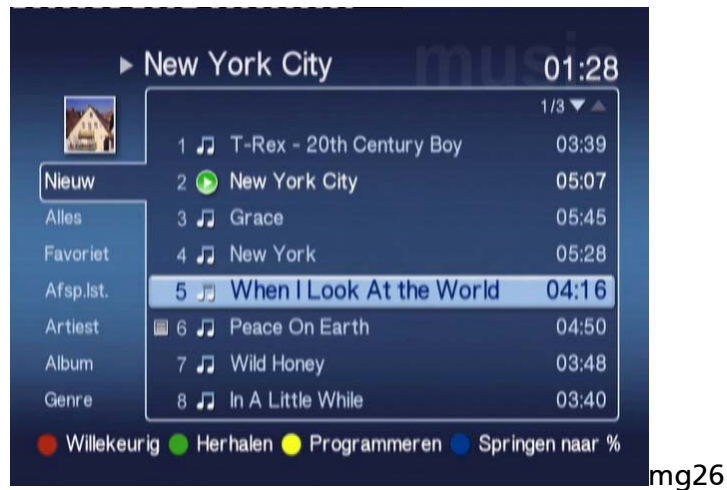 music
New York City 01:28
1/3
1 T-Rex - 20th Century Boy 03:39
Nieuw 2 New York City 05:07
Alles 3 Grace 05:45
Favoriet 4 New York 05:28
Afsp.lst. 5 When I Look At the World 04:16
Artiest 6 Peace On Earth 04:50
Album 7 Wild Honey 03:48
Genre 8 In A Little While 03:40
Willekeurig Herhalen Programmeren Springen naar %
mg26